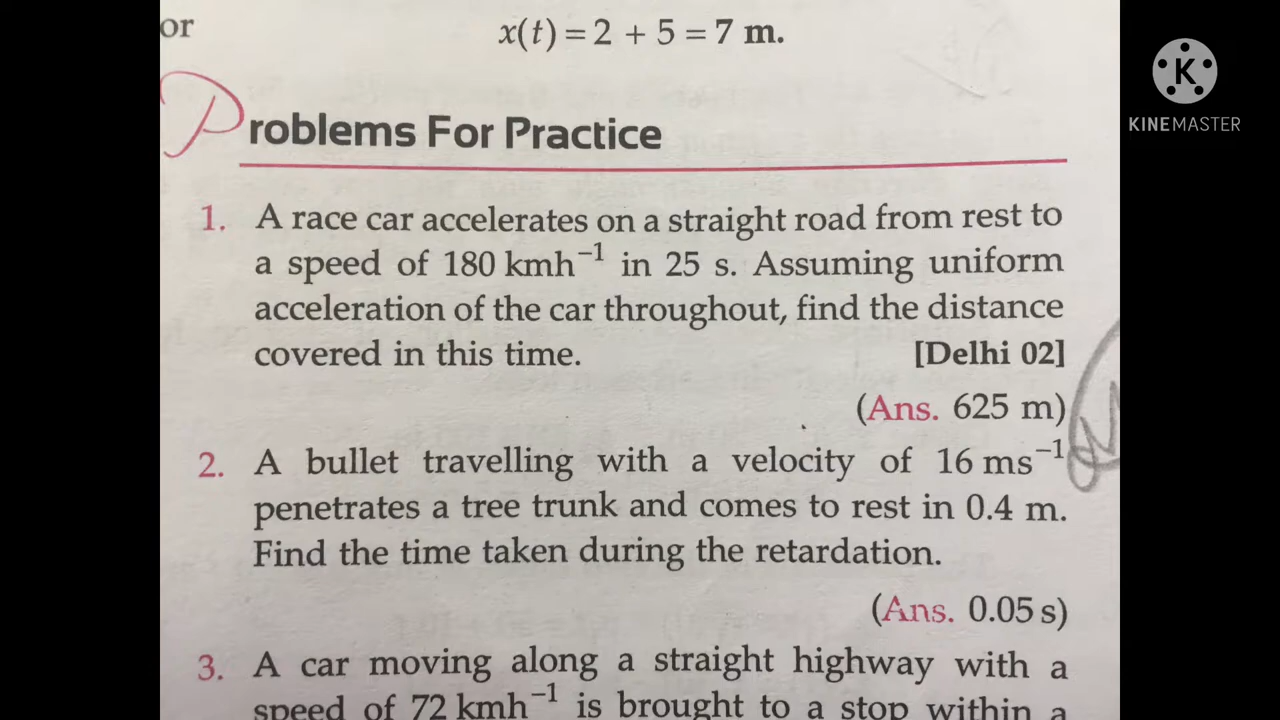 or x(t) = 2 + 5 = 7 m.
K
KINEMASTER
Problems For Practice
1. A race car accelerates on a straight road from rest to
a speed of 180 kmh⁻¹ in 25 s. Assuming uniform
acceleration of the car throughout, find the distance
covered in this time. [Delhi 02]
(Ans. 625 m)
2. A bullet travelling with a velocity of 16 ms⁻¹
penetrates a tree trunk and comes to rest in 0.4 m.
Find the time taken during the retardation.
(Ans. 0.05 s)
3. A car moving along a straight highway with a
speed of 72 kmh⁻¹ is brought to a stop within a